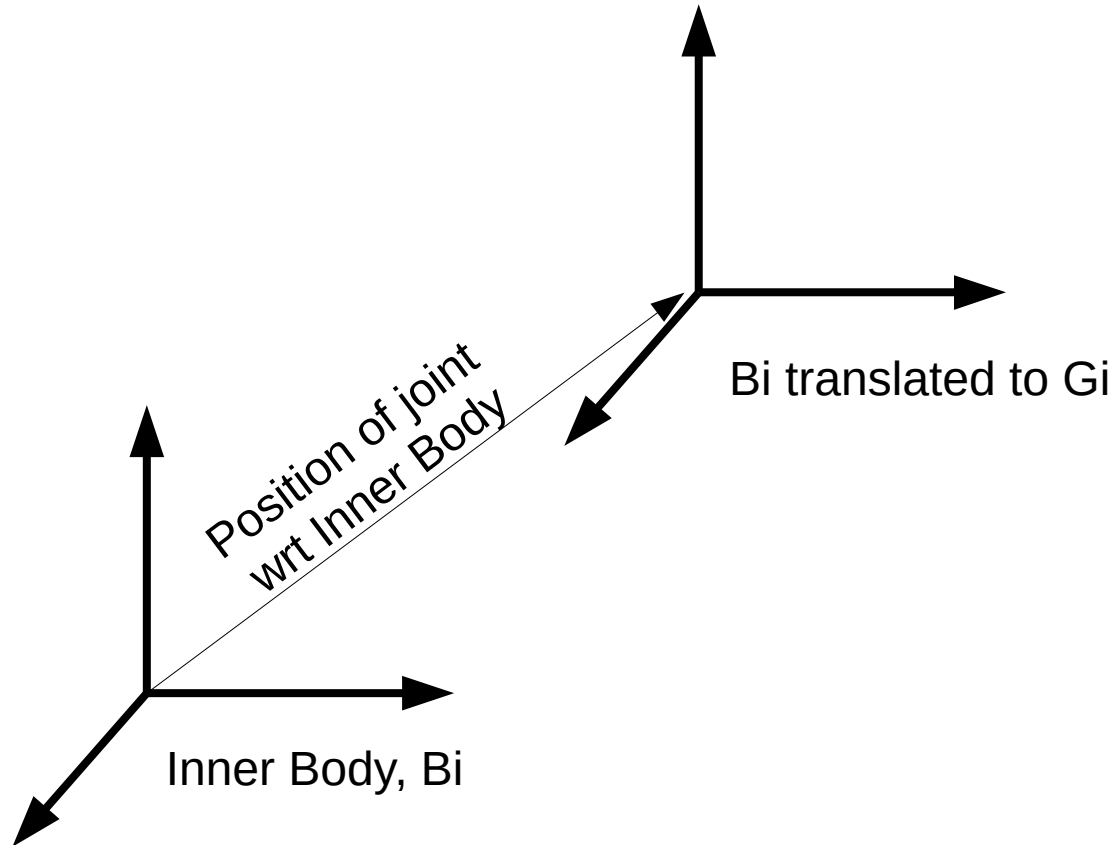 Position of joint
wrt Inner Body
Bi translated to Gi
Inner Body, Bi